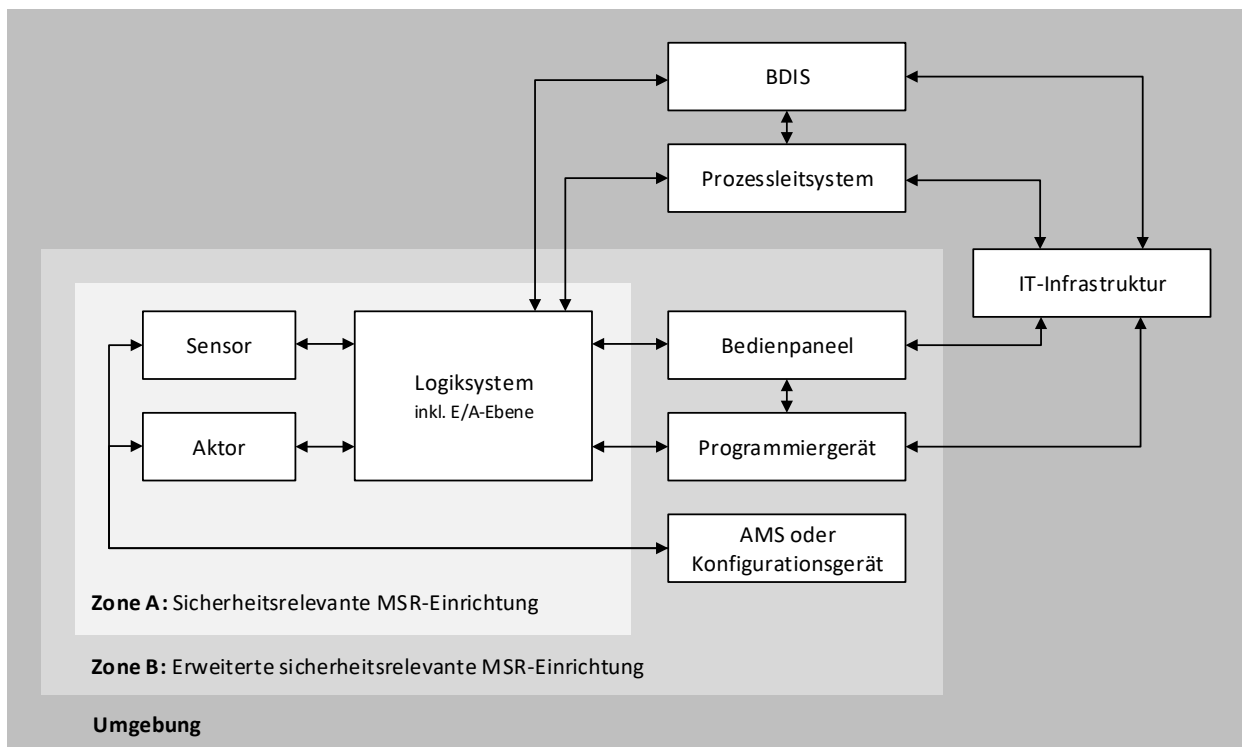 BDIS
Prozessleitsystem
IT-Infrastruktur
Sensor
Logiksystem
inkl. E/A-Ebene
Bedienpaneel
Aktor
Programmiergerät
AMS oder
Konfigurationsgerät
Zone A: Sicherheitsrelevante MSR-Einrichtung
Zone B: Erweiterte sicherheitsrelevante MSR-Einrichtung
Umgebung